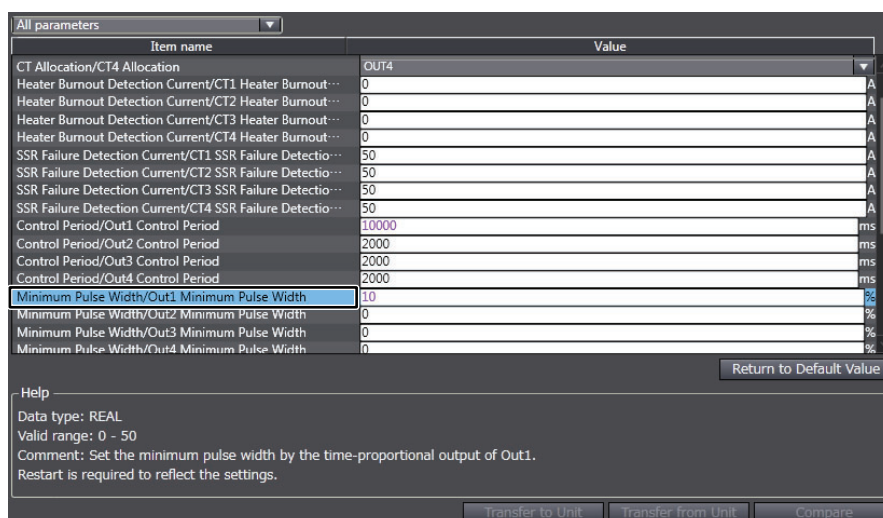 All parameters
Item name Value
CT Allocation/CT4 Allocation OUT4
Heater Burnout Detection Current/CT1 Heater Burnout··· 0 A
Heater Burnout Detection Current/CT2 Heater Burnout··· 0 A
Heater Burnout Detection Current/CT3 Heater Burnout··· 0 A
Heater Burnout Detection Current/CT4 Heater Burnout··· 0 A
SSR Failure Detection Current/CT1 SSR Failure Detectio··· 50 A
SSR Failure Detection Current/CT2 SSR Failure Detectio··· 50 A
SSR Failure Detection Current/CT3 SSR Failure Detectio··· 50 A
SSR Failure Detection Current/CT4 SSR Failure Detectio··· 50 A
Control Period/Out1 Control Period 10000 ms
Control Period/Out2 Control Period 2000 ms
Control Period/Out3 Control Period 2000 ms
Control Period/Out4 Control Period 2000 ms
Minimum Pulse Width/Out1 Minimum Pulse Width 10 %
Minimum Pulse Width/Out2 Minimum Pulse Width 0 %
Minimum Pulse Width/Out3 Minimum Pulse Width 0 %
Minimum Pulse Width/Out4 Minimum Pulse Width 0 %
Return to Default Value
Help
Data type: REAL
Valid range: 0 - 50
Comment: Set the minimum pulse width by the time-proportional output of Out1.
Restart is required to reflect the settings.
Transfer to Unit Transfer from Unit Compare